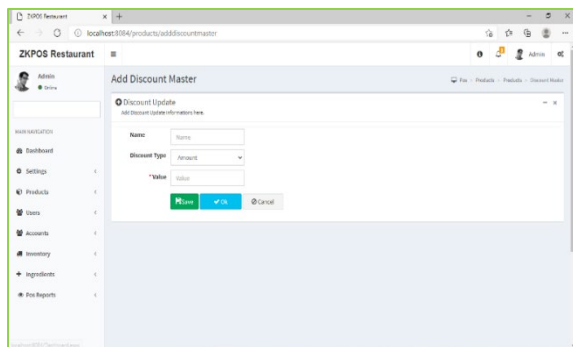 ZKPOS Restaurant
localhost:8084/products/adddiscountmaster
ZKPOS Restaurant
Admin
Admin
Online
Add Discount Master
Pos - Products - Products - Discount Master
Discount Update
Add Discount Update Informations here.
MAIN NAVIGATION
Dashboard
Settings
Products
Users
Accounts
Inventory
Ingredients
Pos Reports
Name
Name
Discount Type
Amount
*Value
Value
Save
Ok
Cancel